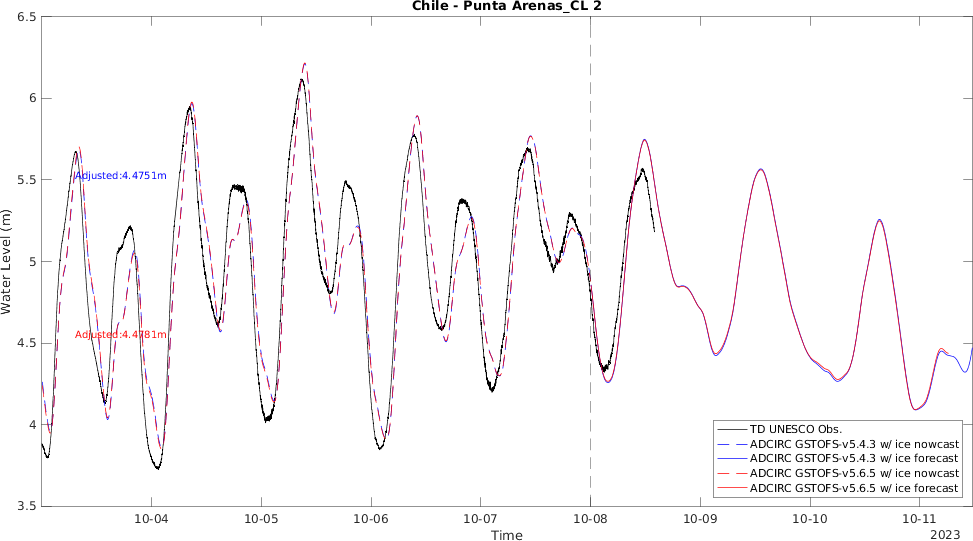 Chile - Punta Arenas_CL 2
6.5
6
5.5
5
4.5
4
3.5
Water Level (m)
Adjusted:4.4751m
Adjusted:4.4781m
TD UNESCO Obs.
ADCIRC GSTOFS-v5.4.3 w/ ice nowcast
ADCIRC GSTOFS-v5.4.3 w/ ice forecast
ADCIRC GSTOFS-v5.6.5 w/ ice nowcast
ADCIRC GSTOFS-v5.6.5 w/ ice forecast
10-04 10-05 10-06 10-07 10-08 10-09 10-10 10-11
Time
2023